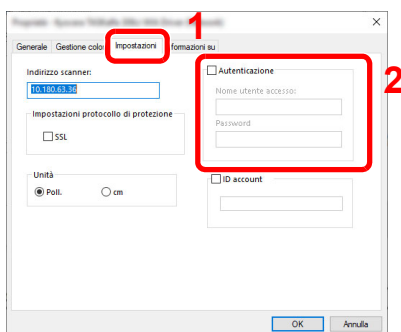 1
Generale Gestione colo Impostazioni formazioni su
Indirizzo scanner:
10.180.63.36
Impostazioni protocollo di protezione
SSL
Unità
Poll. cm
2
Autenticazione
Nome utente accesso:
Password
ID account
OK Annulla